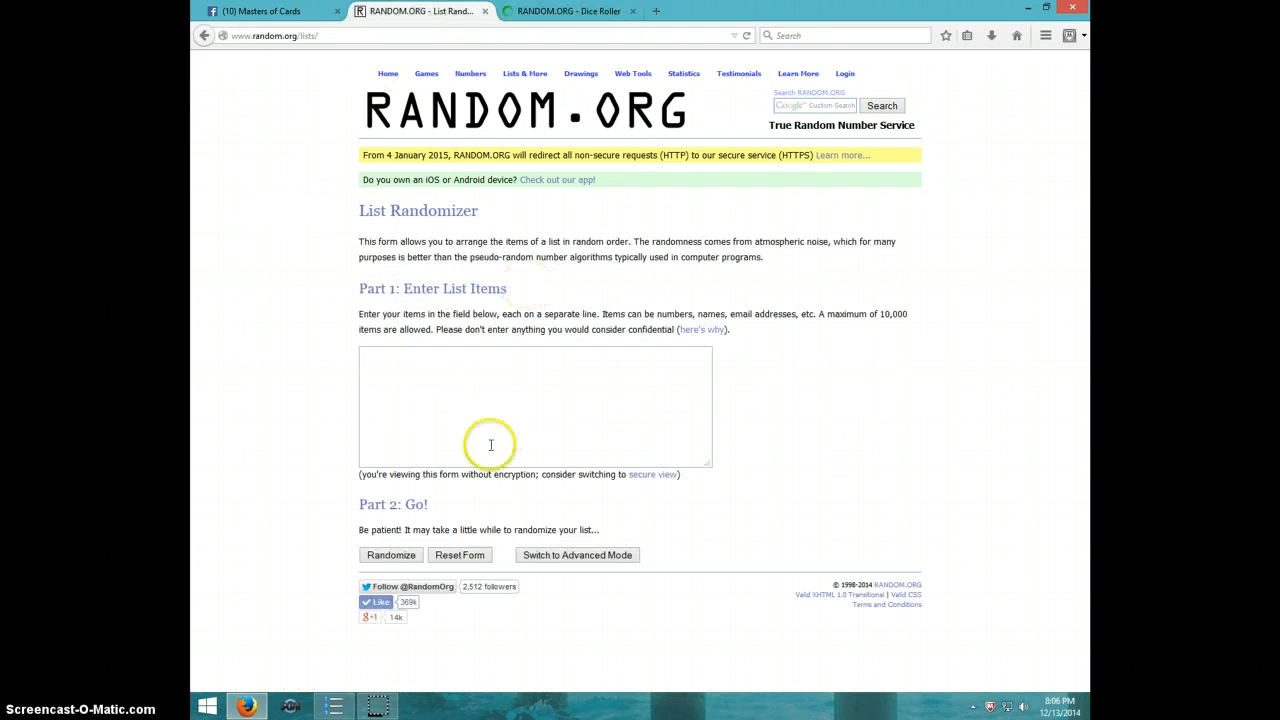 (10) Masters of Cards
RANDOM.ORG - List Rand...
RANDOM.ORG - Dice Roller
www.random.org/lists/
Search
Home Games Numbers Lists & More Drawings Web Tools Statistics Testimonials Learn More Login
RANDOM.ORG
Search RANDOM.ORG
Google™ Custom Search
Search
True Random Number Service
From 4 January 2015, RANDOM.ORG will redirect all non-secure requests (HTTP) to our secure service (HTTPS) Learn more...
Do you own an iOS or Android device? Check out our app!
List Randomizer
This form allows you to arrange the items of a list in random order. The randomness comes from atmospheric noise, which for many
purposes is better than the pseudo-random number algorithms typically used in computer programs.
Part 1: Enter List Items
Enter your items in the field below, each on a separate line. Items can be numbers, names, email addresses, etc. A maximum of 10,000
items are allowed. Please don't enter anything you would consider confidential (here's why).
(you're viewing this form without encryption; consider switching to secure view)
Part 2: Go!
Be patient! It may take a little while to randomize your list...
Randomize Reset Form Switch to Advanced Mode
Follow @RandomOrg 2,512 followers
Like 369k
g+1 14k
© 1998-2014 RANDOM.ORG
Valid XHTML 1.0 Transitional | Valid CSS
Terms and Conditions
8:06 PM
12/13/2014
Screencast-O-Matic.com